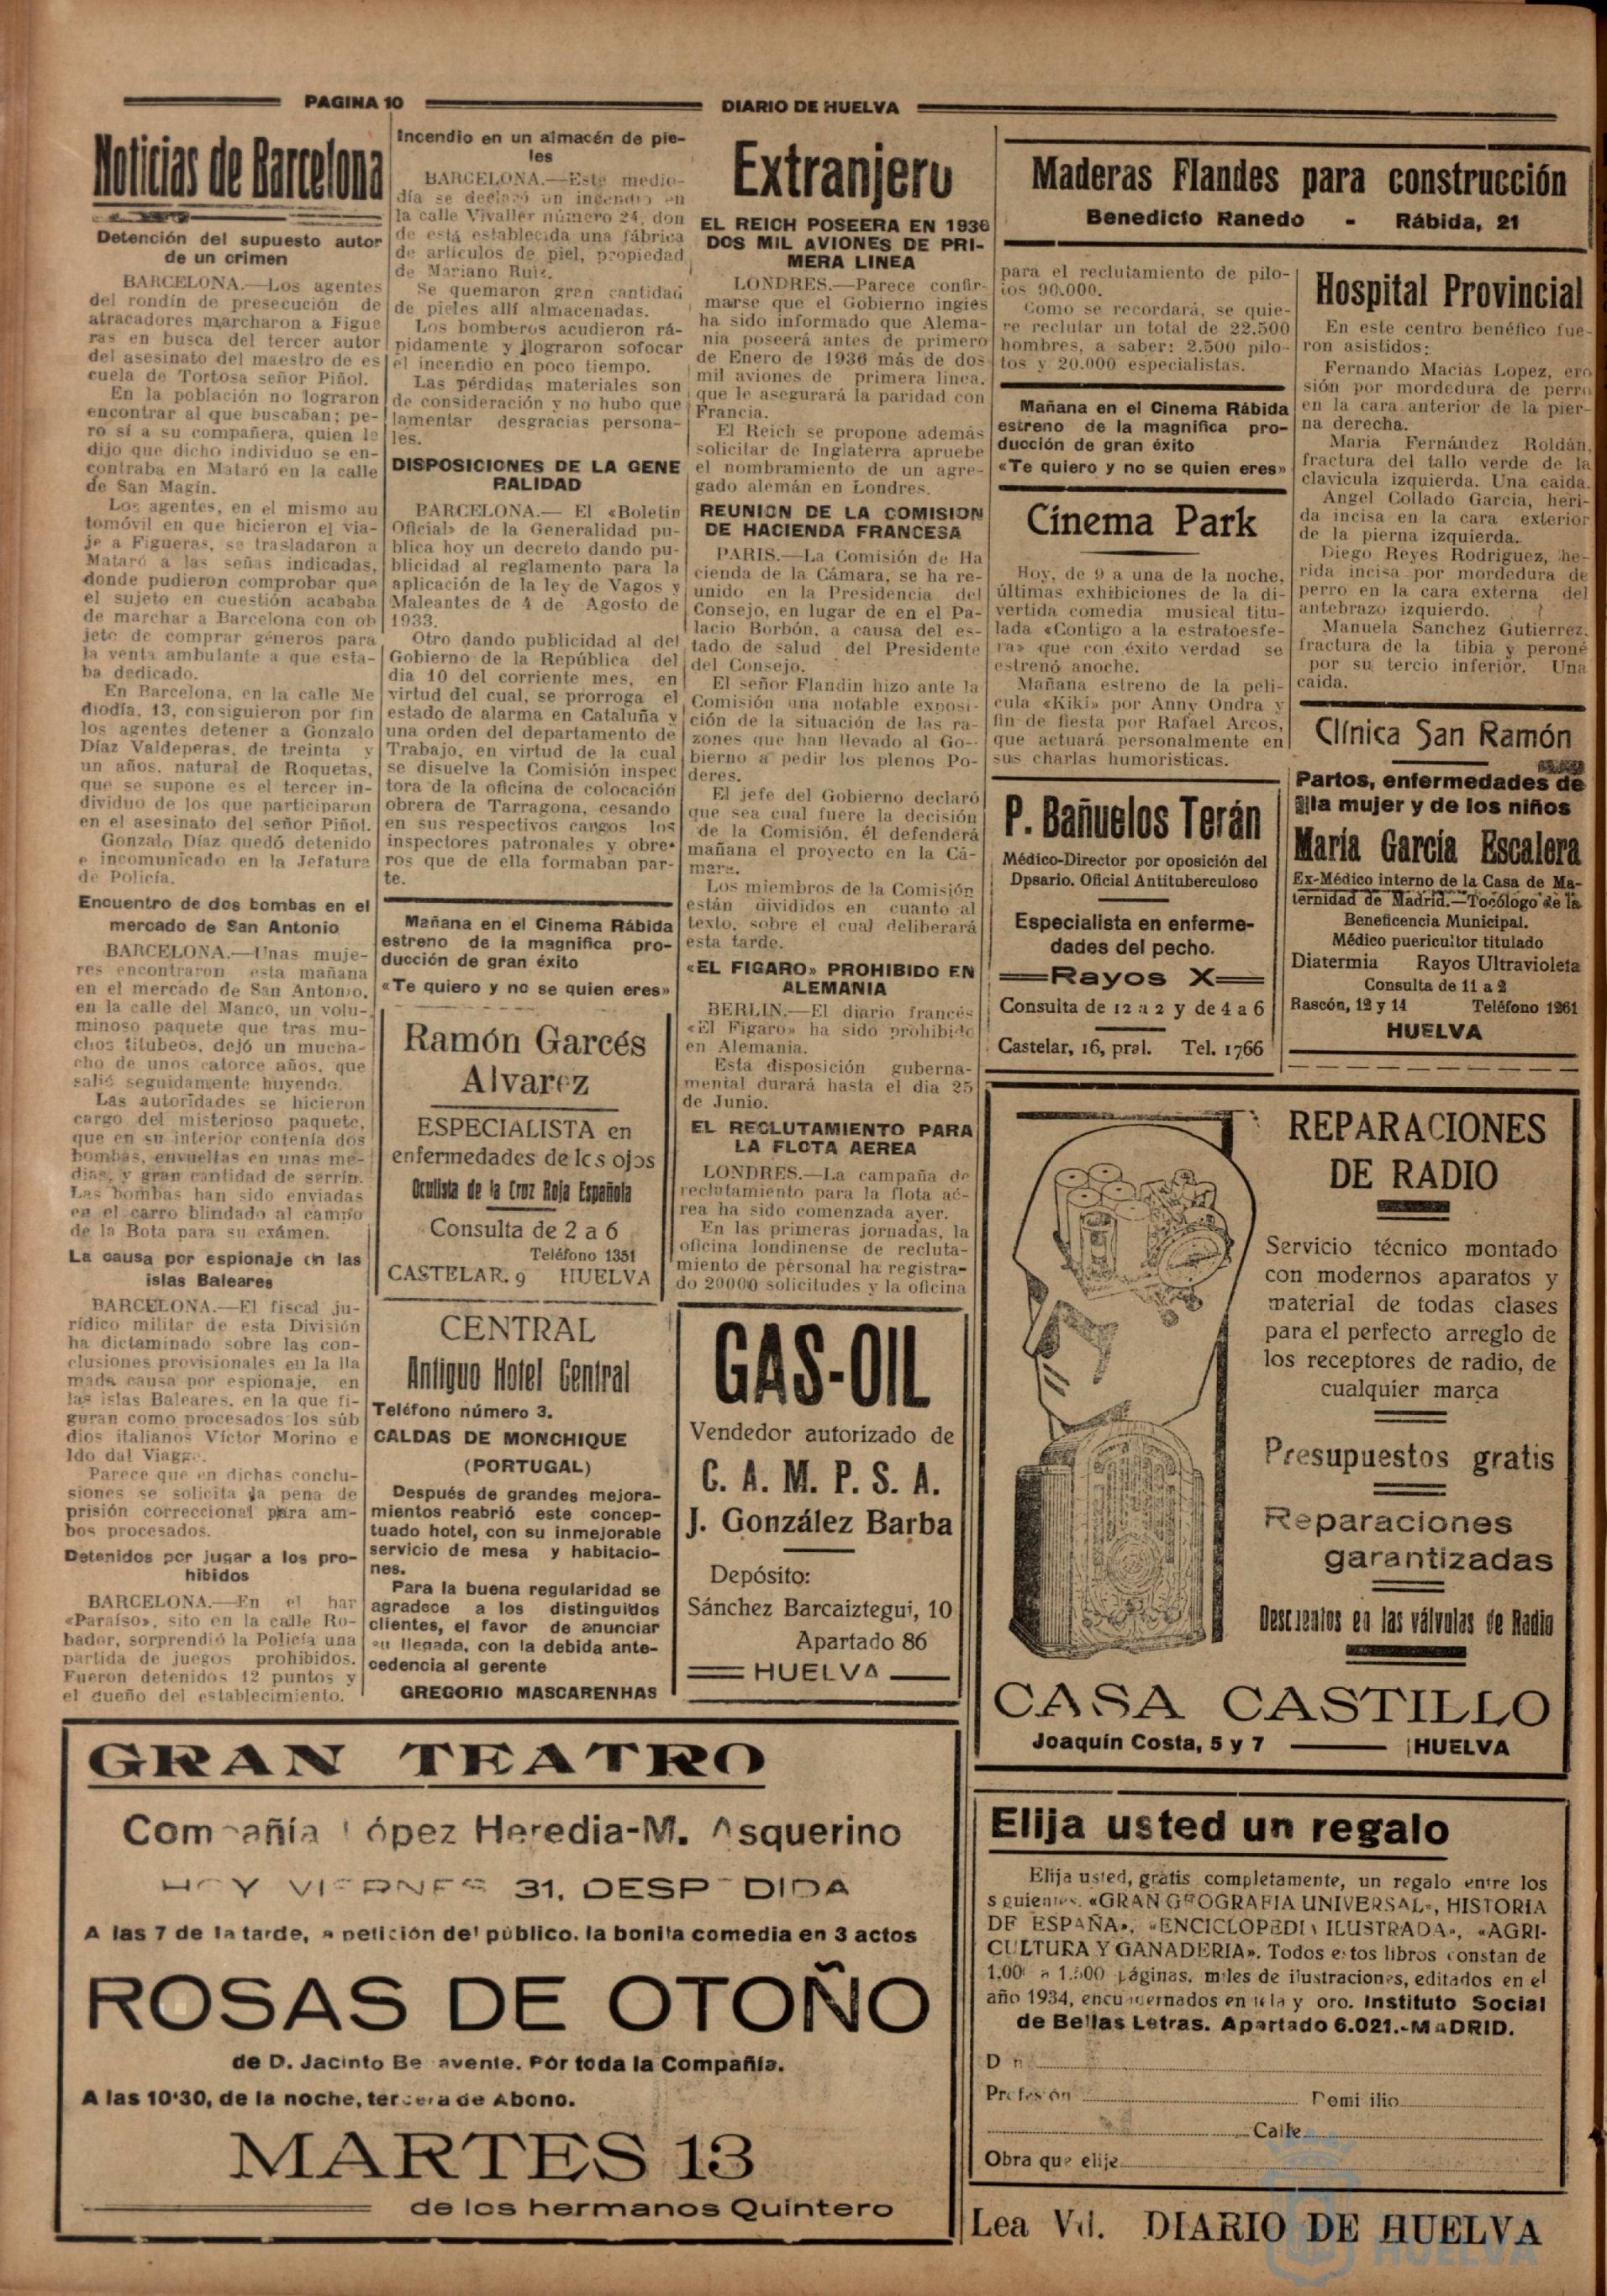 PAGINA 10
DIARIO DE HUELVA
Noticias de Barcelona
Detención del supuesto autor
de un crimen
BARCELONA.—Los agentes
del rondín de presecución de
atracadores marcharon a Figue
ras en busca del tercer autor
del asesinato del maestro de es
cuela de Tortosa señor Piñol.
En la población no lograron
encontrar al que buscaban; pe-
ro sí a su compañera, quien le
dijo que dicho individuo se en-
contraba en Mataró en la calle
de San Magín.
Los agentes, en el mismo au
tomóvil en que hicieron el via-
je a Figueras, se trasladaron a
Mataró a las señas indicadas,
donde pudieron comprobar que
el sujeto en cuestión acababa
de marchar a Barcelona con ob
jeto de comprar géneros para
la venta ambulante a que esta-
ba dedicado.
En Barcelona, en la calle Me
diodía, 13, consiguieron por fin
los agentes detener a Gonzalo
Díaz Valdeperas, de treinta y
un años, natural de Roquetas,
que se supone es el tercer in-
dividuo de los que participaron
en el asesinato del señor Piñol.
Gonzalo Díaz quedó detenido
e incomunicado en la Jefatura
de Policía.
Encuentro de dos bombas en el
mercado de San Antonio
BARCELONA.—Unas muje-
res encontraron esta mañana
en el mercado de San Antonio,
en la calle del Manco, un volu-
minoso paquete que tras mu-
chos titubeos, dejó un mucha-
cho de unos catorce años, que
salió seguidamente huyendo.
Las autoridades se hicieron
cargo del misterioso paquete,
que en su interior contenía dos
bombas, envueltas en unas me-
dias, y gran cantidad de serrín.
Las bombas han sido enviadas
en el carro blindado al campo
de la Bota para su exámen.
La causa por espionaje en las
islas Baleares
BARCELONA.—El fiscal ju-
rídico militar de esta División
ha dictaminado sobre las con-
clusiones provisionales en la lla
mada causa por espionaje, en
las islas Baleares, en la que fi-
guran como procesados los súb
dios italianos Víctor Morino e
Ido dal Viagge.
Parece que en dichas conclu-
siones se solicita la pena de
prisión correccional para am-
bos procesados.
Detenidos por jugar a los pro-
hibidos
BARCELONA.—En el bar
«Paraíso», sito en la calle Ro-
bador, sorprendió la Policía una
partida de juegos prohibidos.
Fueron detenidos 12 puntos y
el dueño del establecimiento.
Incendio en un almacén de pie-
les
BARCELONA.—Este medio-
día se declaró un incendio en
la calle Vivaller número 24, don
de está establecida una fábrica
de artículos de piel, propiedad
de Mariano Ruiz.
Se quemaron gren cantidad
de pieles allí almacenadas.
Los bomberos acudieron rá-
pidamente y jlograron sofocar
el incendio en poco tiempo.
Las pérdidas materiales son
de consideración y no hubo que
lamentar desgracias persona-
les.
DISPOSICIONES DE LA GENE
RALIDAD
BARCELONA.— El «Boletín
Oficial» de la Generalidad pu-
blica hoy un decreto dando pu-
blicidad al reglamento para la
aplicación de la ley de Vagos y
Maleantes de 4 de Agosto de
1933.
Otro dando publicidad al del
Gobierno de la República del
dia 10 del corriente mes, en
virtud del cual, se prorroga el
estado de alarma en Cataluña y
una orden del departamento de
Trabajo, en virtud de la cual
se disuelve la Comisión inspec
tora de la oficina de colocación
obrera de Tarragona, cesando
en sus respectivos cargos los
inspectores patronales y obre-
ros que de ella formaban par-
te.
Mañana en el Cinema Rábida
estreno de la magnífica pro-
ducción de gran éxito
«Te quiero y no se quien eres»
Ramón Garcés
Alvarez
ESPECIALISTA en
enfermedades de los ojos
Oculista de la Cruz Roja Española
Consulta de 2 a 6
Teléfono 1351
CASTELAR. 9 HUELVA
CENTRAL
Antiguo Hotel Central
Teléfono número 3.
CALDAS DE MONCHIQUE
(PORTUGAL)
Después de grandes mejora-
mientos reabrió este concep-
tuado hotel, con su inmejorable
servicio de mesa y habitacio-
nes.
Para la buena regularidad se
agradece a los distinguidos
clientes, el favor de anunciar
su llegada, con la debida ante-
cedencia al gerente
GREGORIO MASCARENHAS
Extranjero
EL REICH POSEERA EN 1936
DOS MIL AVIONES DE PRI-
MERA LINEA
LONDRES.—Parece confir-
marse que el Gobierno inglés
ha sido informado que Alema-
nia poseerá antes de primero
de Enero de 1936 más de dos
mil aviones de primera línea,
que le asegurará la paridad con
Francia.
El Reich se propone además
solicitar de Inglaterra apruebe
el nombramiento de un agre-
gado alemán en Londres.
REUNION DE LA COMISION
DE HACIENDA FRANCESA
PARIS.—La Comisión de Ha
cienda de la Cámara, se ha re-
unido en la Presidencia del
Consejo, en lugar de en el Pa-
lacio Borbón, a causa del es-
tado de salud del Presidente
del Consejo.
El señor Flandin hizo ante la
Comisión una notable exposi-
ción de la situación de las ra-
zones que han llevado al Go-
bierno a pedir los plenos Po-
deres.
El jefe del Gobierno declaró
que sea cual fuere la decisión
de la Comisión, él defenderá
mañana el proyecto en la Cá-
mara.
Los miembros de la Comisión
están divididos en cuanto al
texto, sobre el cual deliberará
esta tarde.
«EL FIGARO» PROHIBIDO EN
ALEMANIA
BERLIN.—El diario francés
«El Figaro» ha sido prohibido
en Alemania.
Esta disposición guberna-
menial durará hasta el dia 25
de Junio.
EL RECLUTAMIENTO PARA
LA FLOTA AEREA
LONDRES.—La campaña de
reclutamiento para la flota aé-
rea ha sido comenzada ayer.
En las primeras jornadas, la
oficina londinense de recluta-
miento de personal ha registra-
do 20000 solicitudes y la oficina
GAS-OIL
Vendedor autorizado de
C. A. M. P. S. A.
J. González Barba
Depósito:
Sánchez Barcaiztegui, 10
Apartado 86
HUELVA
Maderas Flandes para construcción
Benedicto Ranedo - Rábida, 21
para el reclutamiento de pilo-
tos 90.000.
Como se recordará, se quie-
re reclutar un total de 22.500
hombres, a saber: 2.500 pilo-
tos y 20.000 especialistas.
Mañana en el Cinema Rábida
estreno de la magnífica pro-
ducción de gran éxito
«Te quiero y no se quien eres»
Cinema Park
Hoy, de 9 a una de la noche,
últimas exhibiciones de la di-
vertida comedia musical titu-
lada «Contigo a la estratoesfe-
ra» que con éxito verdad se
estrenó anoche.
Mañana estreno de la peli-
cula «Kiki» por Anny Ondra y
fin de fiesta por Rafael Arcos,
que actuará personalmente en
sus charlas humoristicas.
P. Bañuelos Terán
Médico-Director por oposición del
Dpsario. Oficial Antituberculoso
Especialista en enferme-
dades del pecho.
Rayos X
Consulta de 12 a 2 y de 4 a 6
Castelar, 16, pral. Tel. 1766
Hospital Provincial
En este centro benéfico fue-
ron asistidos:
Fernando Macías Lopez, ero
sión por mordedura de perro
en la cara anterior de la pier-
na derecha.
Maria Fernández Roldán,
fractura del tallo verde de la
clavicula izquierda. Una caida.
Angel Collado Garcia, heri-
da incisa en la cara exterior
de la pierna izquierda.
Diego Reyes Rodriguez, he-
rida incisa por mordedura de
perro en la cara externa del
antebrazo izquierdo.
Manuela Sanchez Gutierrez,
fractura de la tibia y peroné
por su tercio inferior. Una
caida.
Clínica San Ramón
Partos, enfermedades de
la mujer y de los niños
María García Escalera
Ex-Médico interno de la Casa de Ma-
ternidad de Madrid.—Tocólogo de la
Beneficencia Municipal.
Médico puericultor titulado
Diatermia Rayos Ultravioleta
Consulta de 11 a 2
Rascón, 12 y 14 Teléfono 1261
HUELVA
REPARACIONES
DE RADIO
Servicio técnico montado
con modernos aparatos y
material de todas clases
para el perfecto arreglo de
los receptores de radio, de
cualquier marca
Presupuestos gratis
Reparaciones
garantizadas
Descuentos en las válvulas de Radio
CASA CASTILLO
Joaquín Costa, 5 y 7 HUELVA
GRAN TEATRO
Compañía López Heredia-M. Asquerino
HOY VIERNES 31, DESPEDIDA
A las 7 de la tarde, a petición del público, la bonita comedia en 3 actos
ROSAS DE OTOÑO
de D. Jacinto Be avente. Por toda la Compañía.
A las 10'30, de la noche, tercera de Abono.
MARTES 13
de los hermanos Quintero
Elija usted un regalo
Elija usted, grátis completamente, un regalo entre los
siguientes. «GRAN GEOGRAFIA UNIVERSAL», HISTORIA
DE ESPAÑA», «ENCICLOPEDIA ILUSTRADA», «AGRI-
CULTURA Y GANADERIA». Todos estos libros constan de
1.00 a 1.500 páginas, miles de ilustraciones, editados en el
año 1934, encuadernados en tela y oro. Instituto Social
de Bellas Letras. Apartado 6.021.-MADRID.
D n
Profesión Domi ilio
Calle
Obra que elije
Lea Vd. DIARIO DE HUELVA
HUELVA